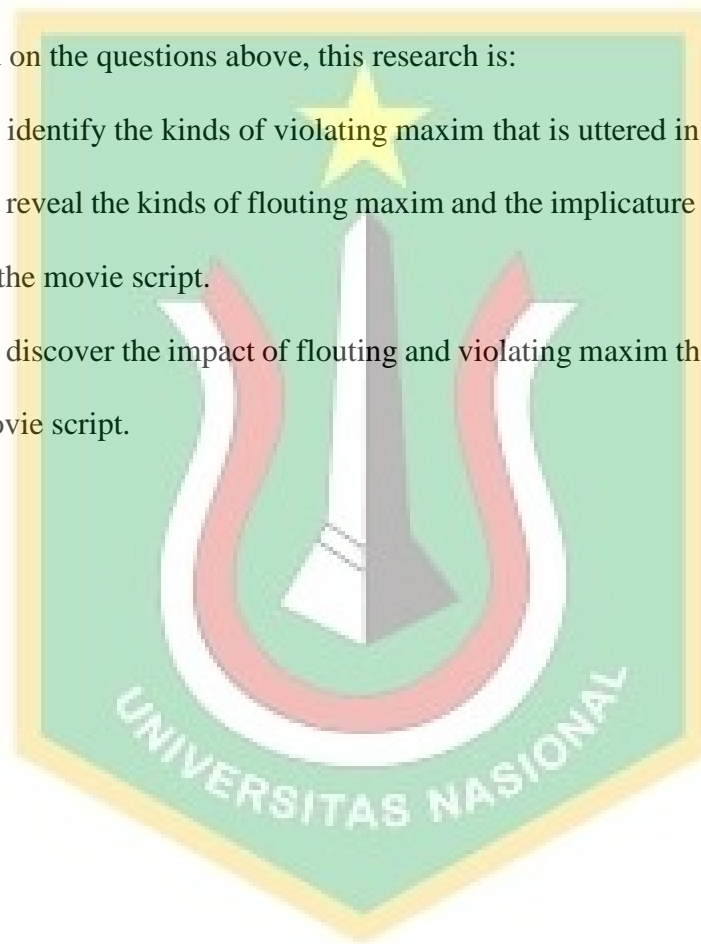 on the questions above, this research is:
identify the kinds of violating maxim that is uttered in
reveal the kinds of flouting maxim and the implicature
the movie script.
discover the impact of flouting and violating maxim th
ovie script.
UNIVERSITAS NASIONAL